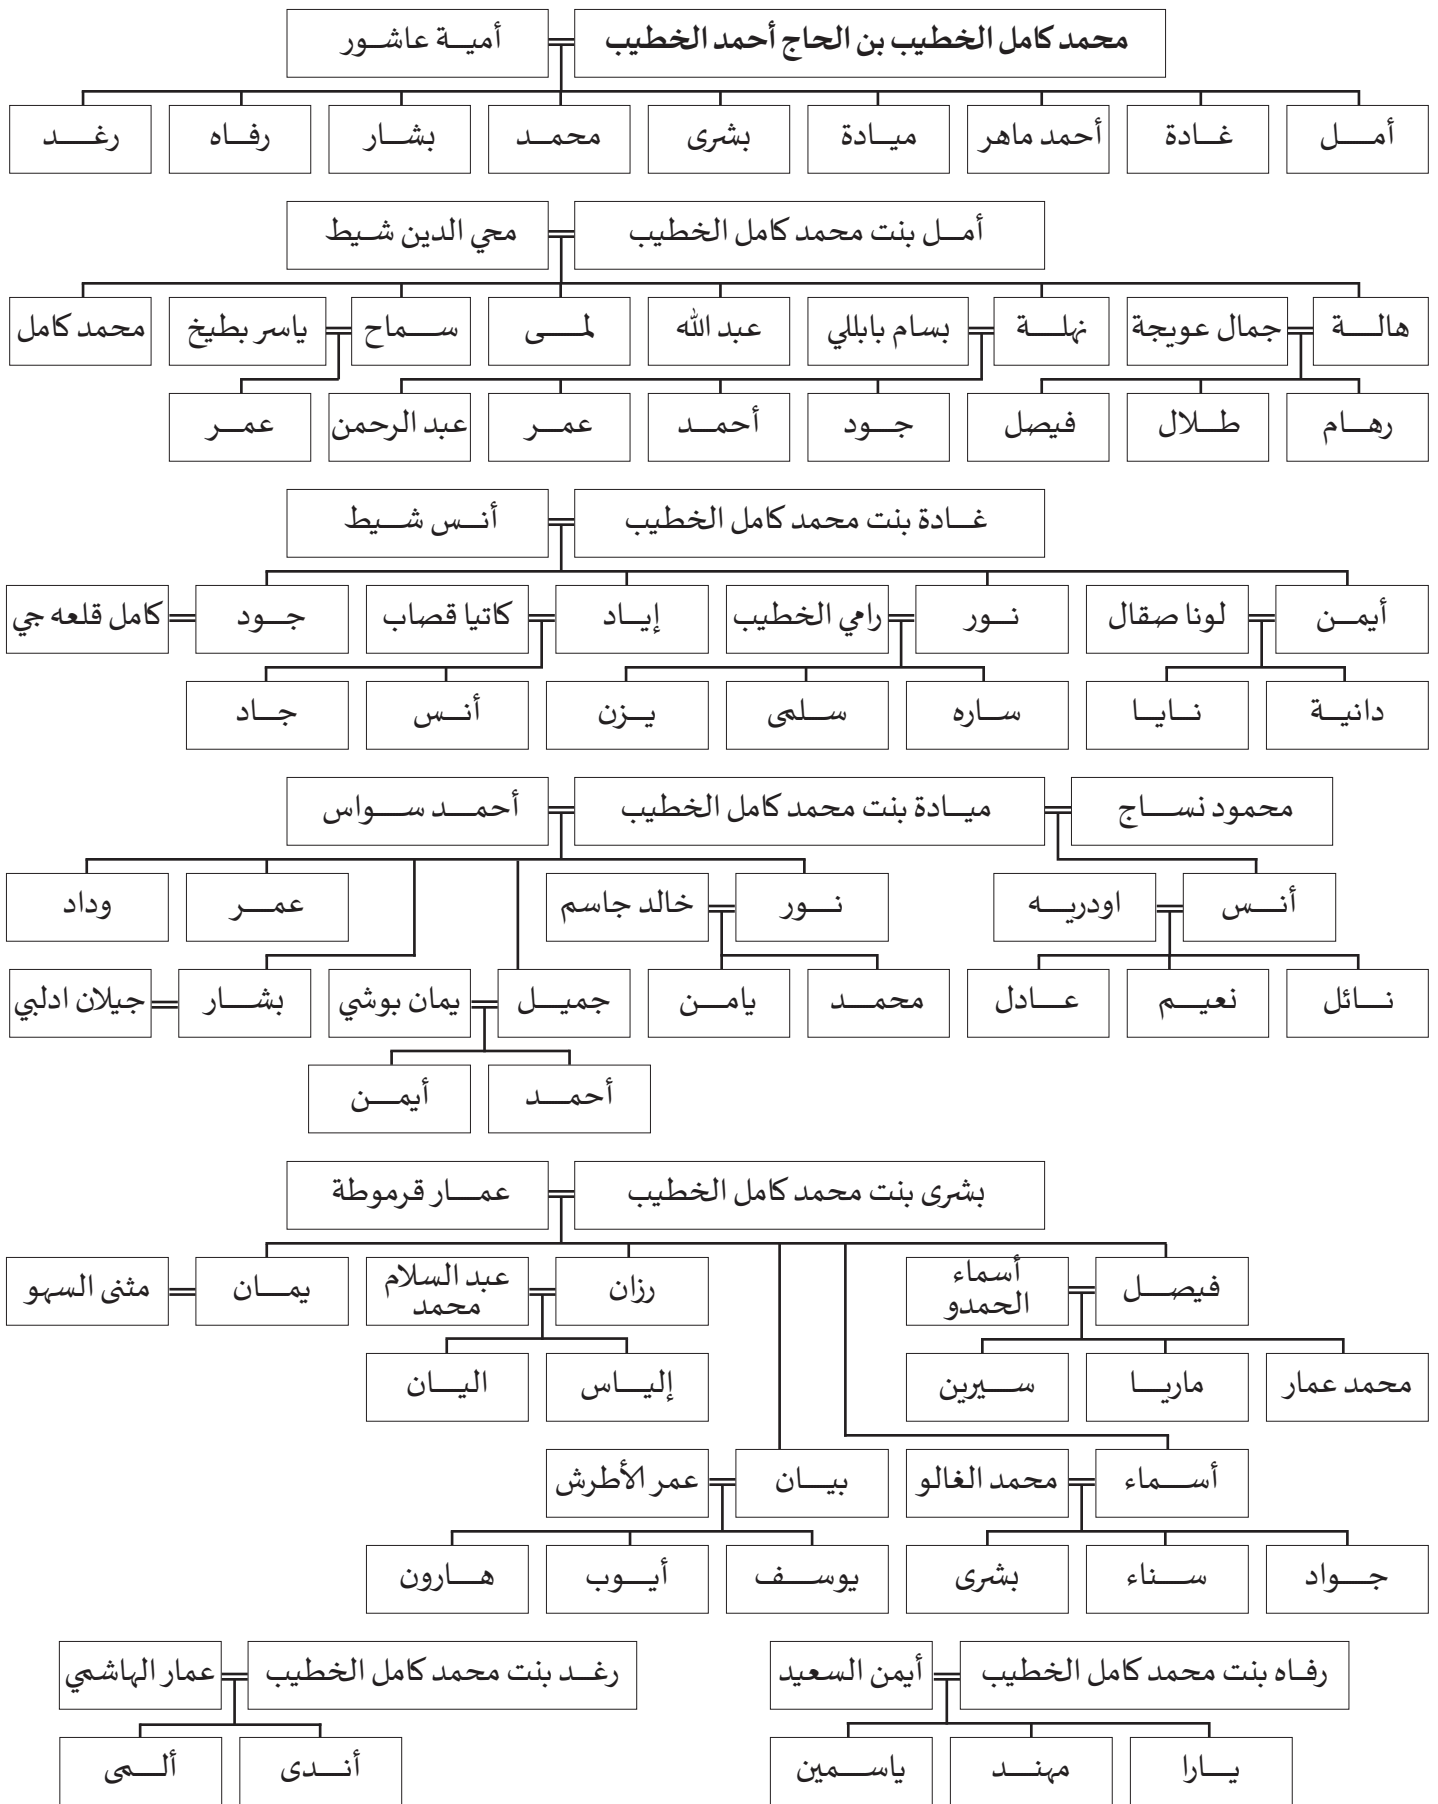 محمد كامل الخطيب بن الحاج أحمد الخطيب أميـة عاشـور
أمـل غـادة أحمد ماهر ميـادة بشرى محمـد بشـار رفـاه رغـد
أمـل بنت محمد كامل الخطيب محي الدين شـيط
هالـة جمال عويجة نهلـة بسام بابللي عبد الله لمـى سـماح ياسر بطيخ محمد كامل
رهـام طـلال فيصل جـود أحمـد عمـر عبد الرحمن عمـر
غـادة بنت محمد كامل الخطيب أنـس شـيط
أيمـن لونا صقال نـور رامي الخطيب إيـاد كاتيا قصاب جـود كامل قلعه جي
دانيـة نـايـا سـاره سـلمى يـزن أنـس جـاد
محمود نسـاج ميـادة بنت محمد كامل الخطيب أحمـد سـواس
أنـس اودريـه نـور خالد جاسم عمـر وداد
نـائل نعيـم عـادل محمـد يامـن جميـل يمان بوشي بشـار جيلان ادلبي
أحمـد أيمـن
بشرى بنت محمد كامل الخطيب عمـار قرموطة
فيصـل أسماء الحمدو رزان عبد السلام محمد يمـان مثنى السهو
محمد عمار ماريـا سـيرين إليـاس اليـان
أسـماء محمد الغالو بيـان عمر الأطرش
جـواد سـناء بشرى يوسـف أيـوب هـارون
رفـاه بنت محمد كامل الخطيب أيمن السعيد رغـد بنت محمد كامل الخطيب عمار الهاشمي
يـارا مهنـد ياسـمين أنـدى ألـمى